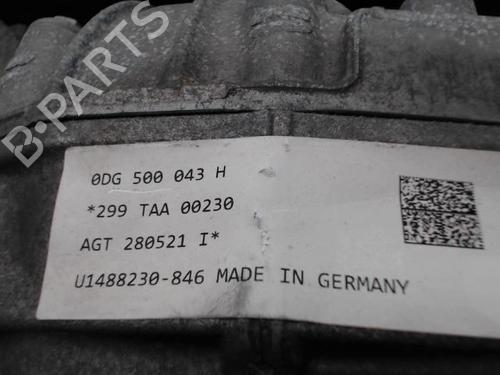 B-PARTS
0DG 500 043 H
*299 TAA 00230
AGT 280521 I*
U1488230-846 MADE IN GERMANY